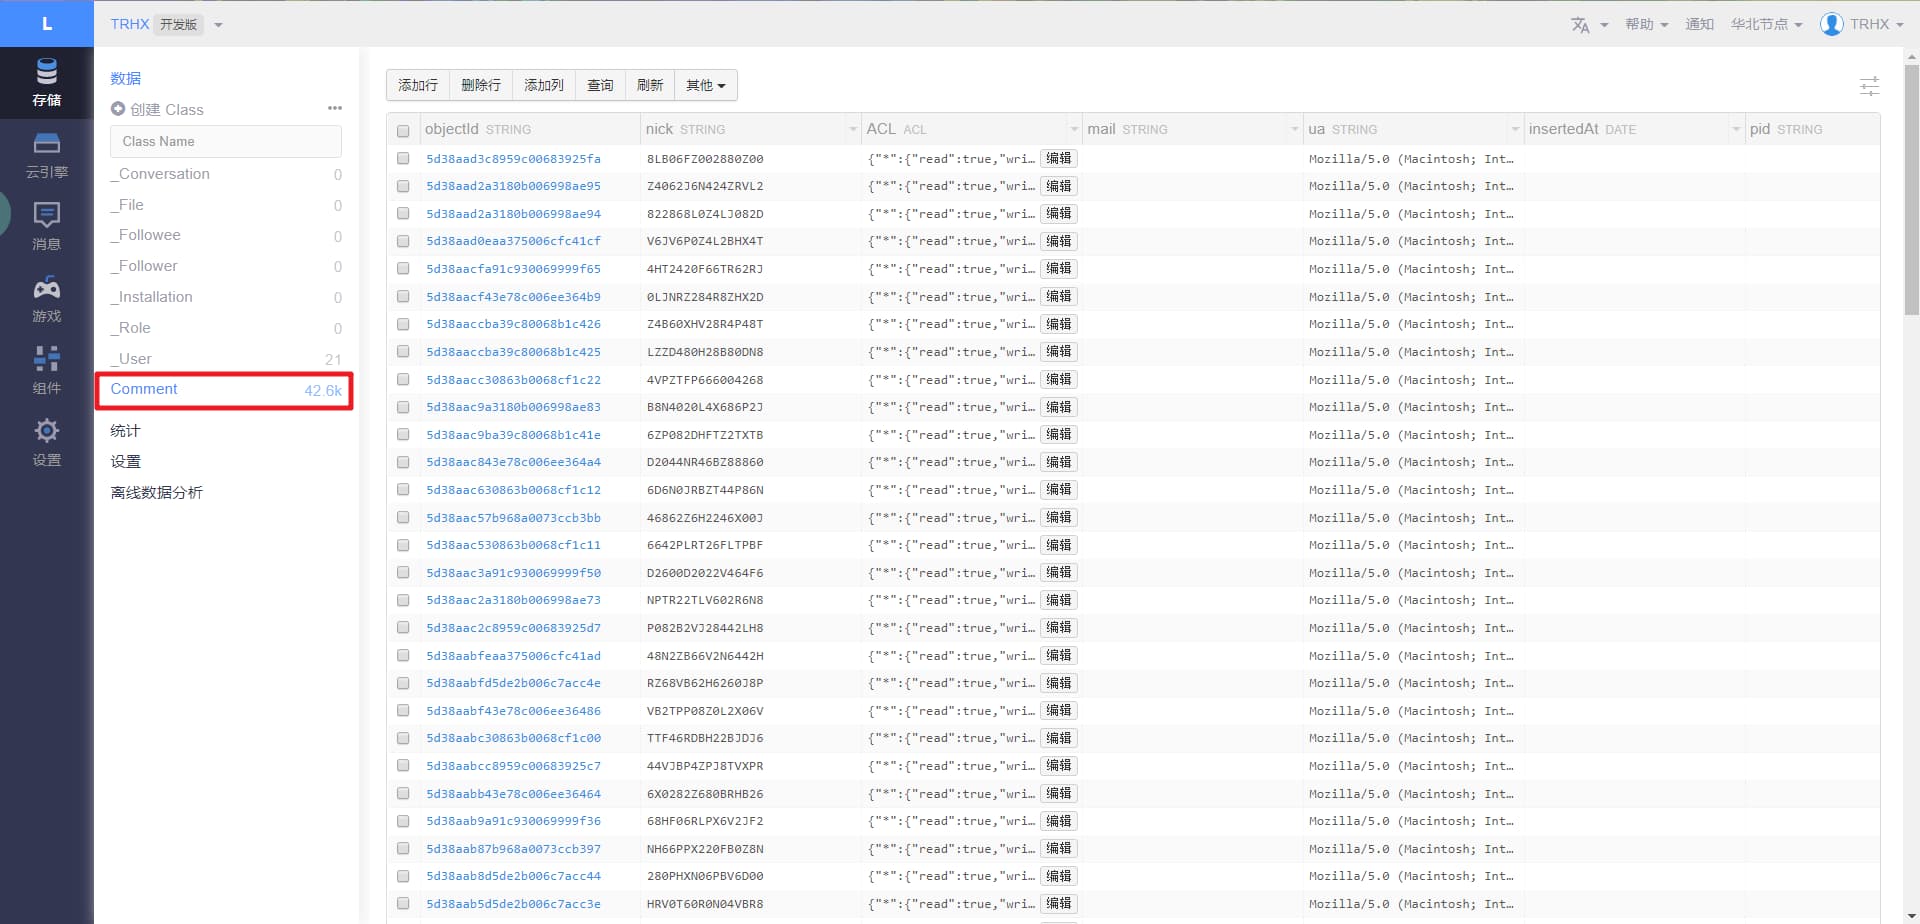 L
TRHX 开发版
帮助 通知 华北节点 TRHX
存储
云引擎
消息
游戏
组件
设置
数据
创建 Class
Class Name
_Conversation 0
_File 0
_Followee 0
_Follower 0
_Installation 0
_Role 0
_User 21
Comment 42.6k
统计
设置
离线数据分析
添加行 删除行 添加列 查询 刷新 其他
objectId STRING nick STRING ACL ACL mail STRING ua STRING insertedAt DATE pid STRING
5d38aad3c8959c00683925fa 8LB06FZ002880Z00 {"*":{"read":true,"wri… 编辑 Mozilla/5.0 (Macintosh; Int…
5d38aad2a3180b006998ae95 Z4062J6N424ZRVL2 {"*":{"read":true,"wri… 编辑 Mozilla/5.0 (Macintosh; Int…
5d38aad2a3180b006998ae94 822868L0Z4LJ082D {"*":{"read":true,"wri… 编辑 Mozilla/5.0 (Macintosh; Int…
5d38aad0eaa375006cfc41cf V6JV6P0Z4L2BHX4T {"*":{"read":true,"wri… 编辑 Mozilla/5.0 (Macintosh; Int…
5d38aacfa91c930069999f65 4HT2420F66TR62RJ {"*":{"read":true,"wri… 编辑 Mozilla/5.0 (Macintosh; Int…
5d38aacf43e78c006ee364b9 0LJNRZ284R8ZHX2D {"*":{"read":true,"wri… 编辑 Mozilla/5.0 (Macintosh; Int…
5d38aaccba39c80068b1c426 Z4B60XHV28R4P48T {"*":{"read":true,"wri… 编辑 Mozilla/5.0 (Macintosh; Int…
5d38aaccba39c80068b1c425 LZZD480H28B80DN8 {"*":{"read":true,"wri… 编辑 Mozilla/5.0 (Macintosh; Int…
5d38aacc30863b0068cf1c22 4VPZTFP666004268 {"*":{"read":true,"wri… 编辑 Mozilla/5.0 (Macintosh; Int…
5d38aac9a3180b006998ae83 B8N4020L4X686P2J {"*":{"read":true,"wri… 编辑 Mozilla/5.0 (Macintosh; Int…
5d38aac9ba39c80068b1c41e 6ZP082DHFTZ2TXTB {"*":{"read":true,"wri… 编辑 Mozilla/5.0 (Macintosh; Int…
5d38aac843e78c006ee364a4 D2044NR46BZ88860 {"*":{"read":true,"wri… 编辑 Mozilla/5.0 (Macintosh; Int…
5d38aac630863b0068cf1c12 6D6N0JRBZT44P86N {"*":{"read":true,"wri… 编辑 Mozilla/5.0 (Macintosh; Int…
5d38aac57b968a0073ccb3bb 46862Z6H2246X00J {"*":{"read":true,"wri… 编辑 Mozilla/5.0 (Macintosh; Int…
5d38aac530863b0068cf1c11 6642PLRT26FLTPBF {"*":{"read":true,"wri… 编辑 Mozilla/5.0 (Macintosh; Int…
5d38aac3a91c930069999f50 D2600D2022V464F6 {"*":{"read":true,"wri… 编辑 Mozilla/5.0 (Macintosh; Int…
5d38aac2a3180b006998ae73 NPTR22TLV602R6N8 {"*":{"read":true,"wri… 编辑 Mozilla/5.0 (Macintosh; Int…
5d38aac2c8959c00683925d7 P082B2VJ28442LH8 {"*":{"read":true,"wri… 编辑 Mozilla/5.0 (Macintosh; Int…
5d38aabfeaa375006cfc41ad 48N2ZB66V2N6442H {"*":{"read":true,"wri… 编辑 Mozilla/5.0 (Macintosh; Int…
5d38aabfd5de2b006c7acc4e RZ68VB62H6260J8P {"*":{"read":true,"wri… 编辑 Mozilla/5.0 (Macintosh; Int…
5d38aabf43e78c006ee36486 VB2TPP08Z0L2X06V {"*":{"read":true,"wri… 编辑 Mozilla/5.0 (Macintosh; Int…
5d38aabc30863b0068cf1c00 TTF46RDBH22BJDJ6 {"*":{"read":true,"wri… 编辑 Mozilla/5.0 (Macintosh; Int…
5d38aabcc8959c00683925c7 44VJBP4ZPJ8TVXPR {"*":{"read":true,"wri… 编辑 Mozilla/5.0 (Macintosh; Int…
5d38aabb43e78c006ee36464 6X0282Z680BRHB26 {"*":{"read":true,"wri… 编辑 Mozilla/5.0 (Macintosh; Int…
5d38aab9a91c930069999f36 68HF06RLPX6V2JF2 {"*":{"read":true,"wri… 编辑 Mozilla/5.0 (Macintosh; Int…
5d38aab87b968a0073ccb397 NH66PPX220FB0Z8N {"*":{"read":true,"wri… 编辑 Mozilla/5.0 (Macintosh; Int…
5d38aab8d5de2b006c7acc44 280PHXN06PBV6D00 {"*":{"read":true,"wri… 编辑 Mozilla/5.0 (Macintosh; Int…
5d38aab5d5de2b006c7acc3e HRV0T60R0N04VBR8 {"*":{"read":true,"wri… 编辑 Mozilla/5.0 (Macintosh; Int…